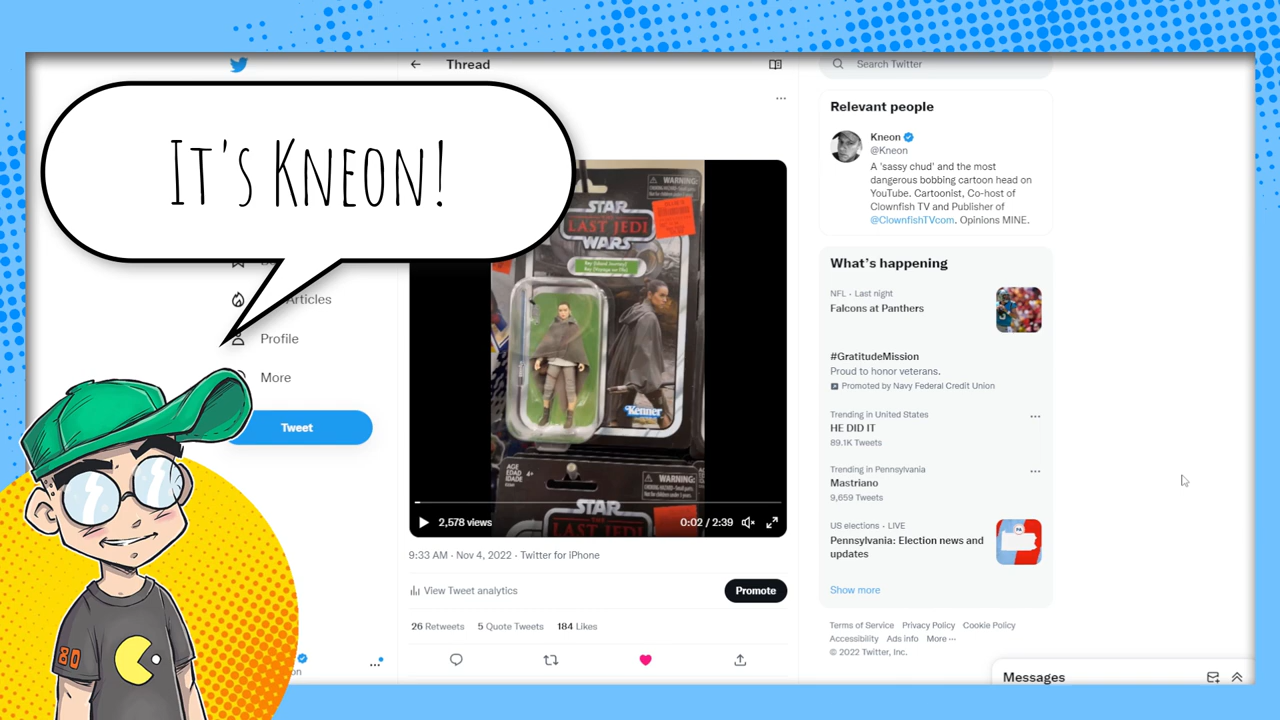 Thread
Search Twitter
It's Kneon!
Relevant people
Kneon
@Kneon
A 'sassy chud' and the most
dangerous bobbing cartoon head on
YouTube. Cartoonist, Co-host of
Clownfish TV and Publisher of
@ClownfishTVcom. Opinions MINE.
WARNING:
STAR
THE LAST JEDI
WARS
Kenner
AGE
EDAD
IDADE
4+
WARNING:
STAR
THE LAST JEDI
2,578 views
0:02 / 2:39
Articles
Profile
More
Tweet
80
What's happening
NFL · Last night
Falcons at Panthers
#GratitudeMission
Proud to honor veterans.
Promoted by Navy Federal Credit Union
Trending in United States
HE DID IT
89.1K Tweets
Trending in Pennsylvania
Mastriano
9,659 Tweets
US elections · LIVE
Pennsylvania: Election news and
updates
Show more
Terms of Service Privacy Policy Cookie Policy
Accessibility Ads info More ···
© 2022 Twitter, Inc.
9:33 AM · Nov 4, 2022 · Twitter for iPhone
View Tweet analytics
Promote
26 Retweets 5 Quote Tweets 184 Likes
Messages